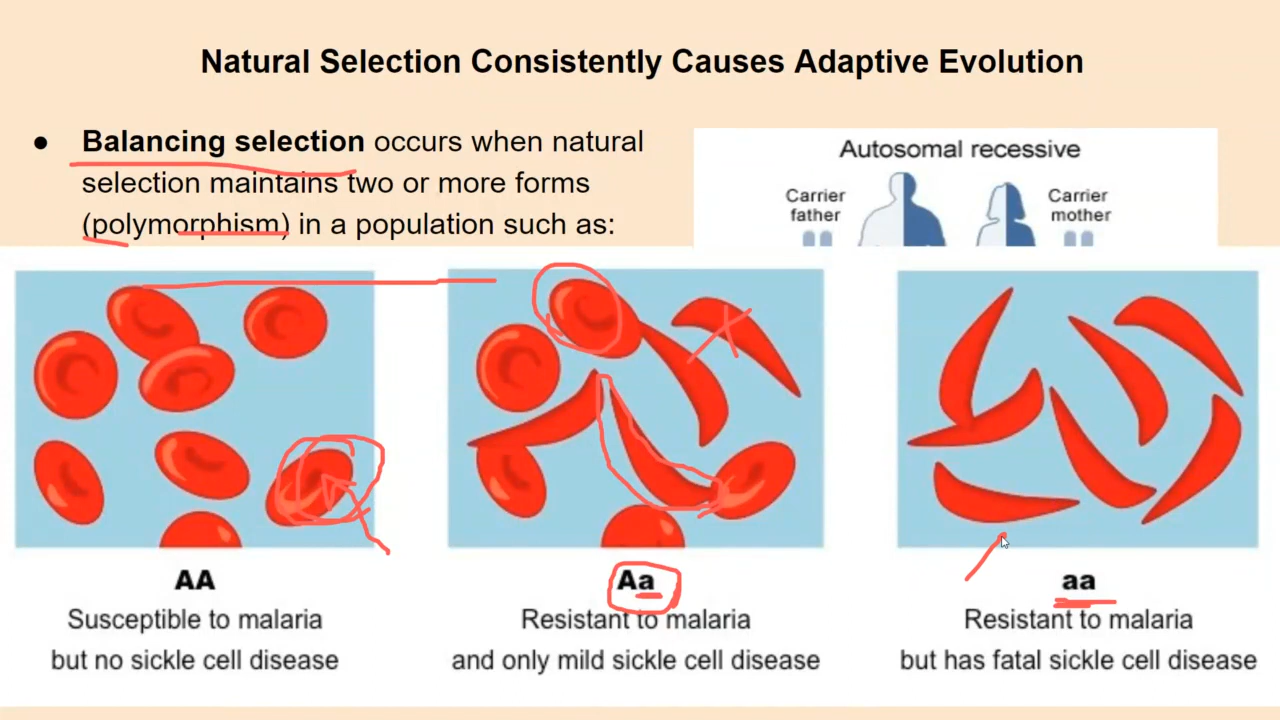 Natural Selection Consistently Causes Adaptive Evolution
● Balancing selection occurs when natural
selection maintains two or more forms
(polymorphism) in a population such as:
Autosomal recessive
Carrier
father
Carrier
mother
AA
Susceptible to malaria
but no sickle cell disease
Aa
Resistant to malaria
and only mild sickle cell disease
aa
Resistant to malaria
but has fatal sickle cell disease